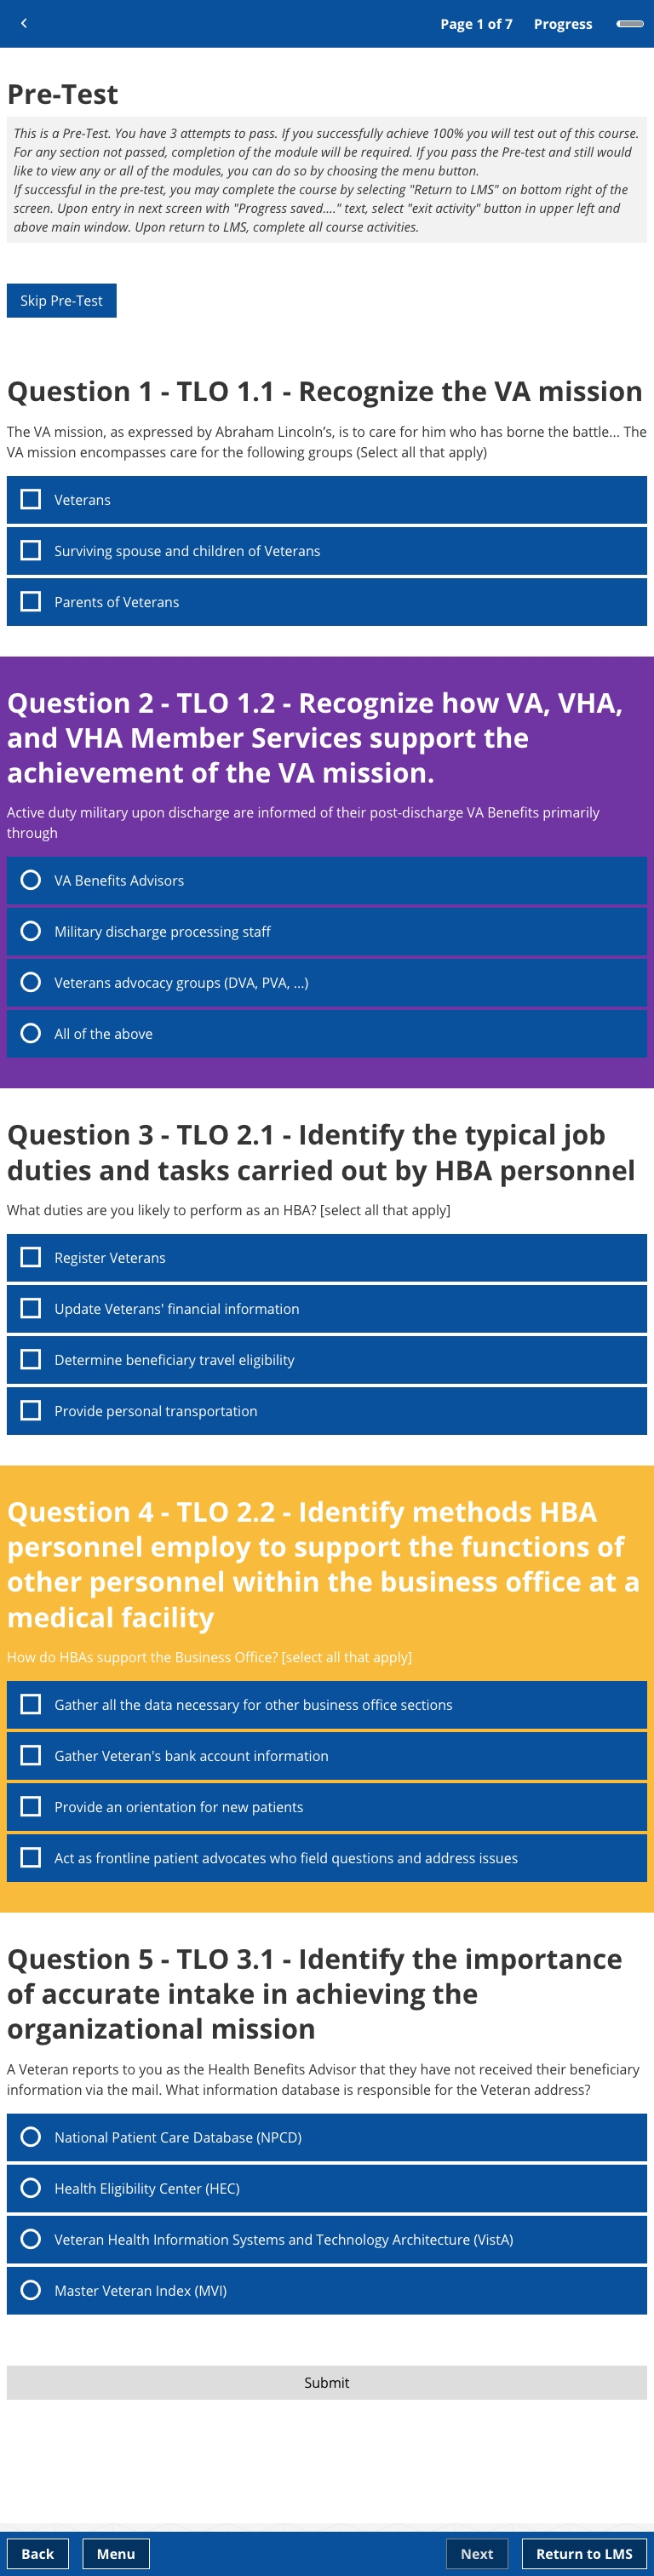 Page 1 of 7 Progress
Pre-Test
This is a Pre-Test. You have 3 attempts to pass. If you successfully achieve 100% you will test out of this course.
For any section not passed, completion of the module will be required. If you pass the Pre-test and still would
like to view any or all of the modules, you can do so by choosing the menu button.
If successful in the pre-test, you may complete the course by selecting "Return to LMS" on bottom right of the
screen. Upon entry in next screen with "Progress saved...." text, select "exit activity" button in upper left and
above main window. Upon return to LMS, complete all course activities.
Skip Pre-Test
Question 1 - TLO 1.1 - Recognize the VA mission
The VA mission, as expressed by Abraham Lincoln’s, is to care for him who has borne the battle... The
VA mission encompasses care for the following groups (Select all that apply)
Veterans
Surviving spouse and children of Veterans
Parents of Veterans
Question 2 - TLO 1.2 - Recognize how VA, VHA,
and VHA Member Services support the
achievement of the VA mission.
Active duty military upon discharge are informed of their post-discharge VA Benefits primarily
through
VA Benefits Advisors
Military discharge processing staff
Veterans advocacy groups (DVA, PVA, ...)
All of the above
Question 3 - TLO 2.1 - Identify the typical job
duties and tasks carried out by HBA personnel
What duties are you likely to perform as an HBA? [select all that apply]
Register Veterans
Update Veterans' financial information
Determine beneficiary travel eligibility
Provide personal transportation
Question 4 - TLO 2.2 - Identify methods HBA
personnel employ to support the functions of
other personnel within the business office at a
medical facility
How do HBAs support the Business Office? [select all that apply]
Gather all the data necessary for other business office sections
Gather Veteran's bank account information
Provide an orientation for new patients
Act as frontline patient advocates who field questions and address issues
Question 5 - TLO 3.1 - Identify the importance
of accurate intake in achieving the
organizational mission
A Veteran reports to you as the Health Benefits Advisor that they have not received their beneficiary
information via the mail. What information database is responsible for the Veteran address?
National Patient Care Database (NPCD)
Health Eligibility Center (HEC)
Veteran Health Information Systems and Technology Architecture (VistA)
Master Veteran Index (MVI)
Submit
Back Menu Next Return to LMS